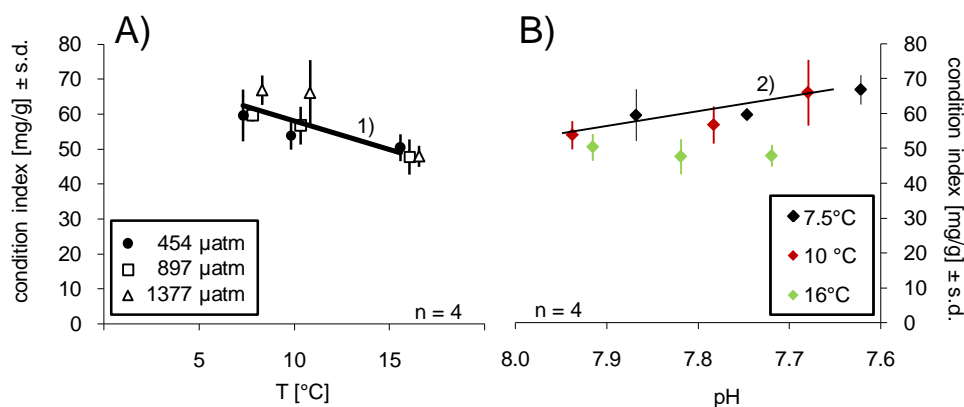 A)
condition index [mg/g] ± s.d.
80
70
60
50
40
30
20
10
0
1)
454 µatm
897 µatm
1377 µatm
n = 4
5
10
15
T [°C]
B)
2)
7.5°C
10 °C
16°C
n = 4
8.0
7.9
7.8
7.7
7.6
pH
80
70
60
50
40
30
20
10
0
condition index [mg/g] ± s.d.